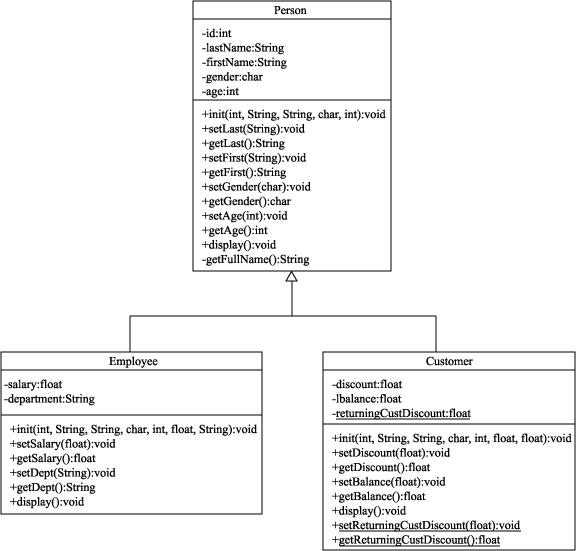 Person
-id:int
-lastName:String
-firstName:String
-gender:char
-age:int
+init(int, String, String, char, int):void
+setLast(String):void
+getLast():String
+setFirst(String):void
+getFirst():String
+setGender(char):void
+getGender():char
+setAge(int):void
+getAge():int
+display():void
-getFullName():String
Employee
-salary:float
-department:String
+init(int, String, String, char, int, float, String):void
+setSalary(float):void
+getSalary():float
+setDept(String):void
+getDept():String
+display():void
Customer
-discount:float
-lbalance:float
-returningCustDiscount:float
+init(int, String, String, char, int, float, float):void
+setDiscount(float):void
+getDiscount():float
+setBalance(float):void
+getBalance():float
+display():void
+setReturningCustDiscount(float):void
+getReturningCustDiscount():float